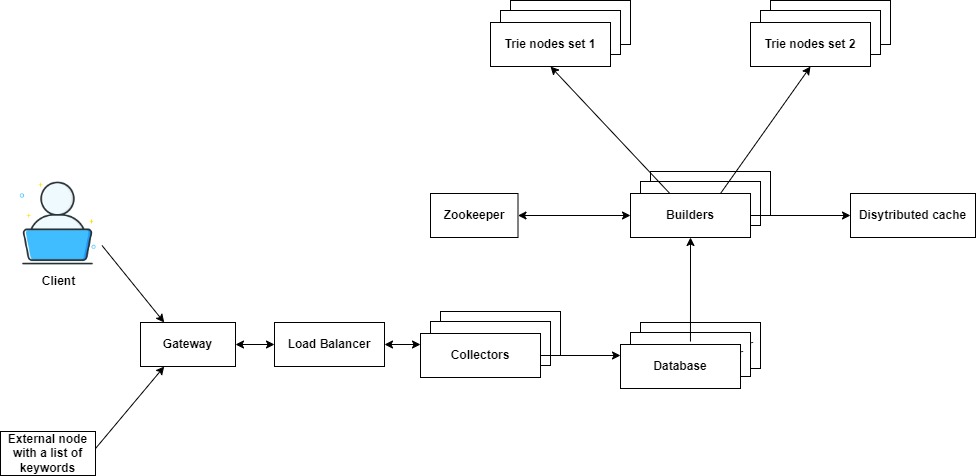 Trie nodes set 1
Trie nodes set 2
Zookeeper
Builders
Disytributed cache
Client
Gateway
Load Balancer
Collectors
Database
External node
with a list of
keywords